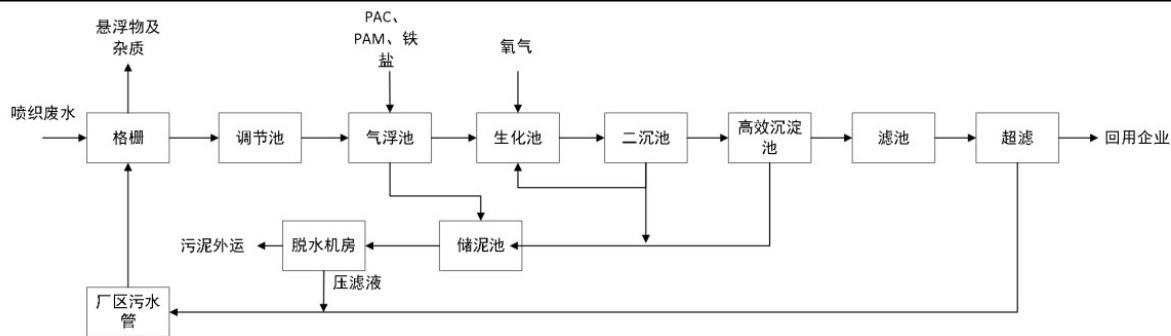 悬浮物及
杂质
PAC、
PAM、铁
盐
氧气
喷织废水
格栅
调节池
气浮池
生化池
二沉池
高效沉淀
池
滤池
超滤
回用企业
污泥外运
脱水机房
储泥池
压滤液
厂区污水
管